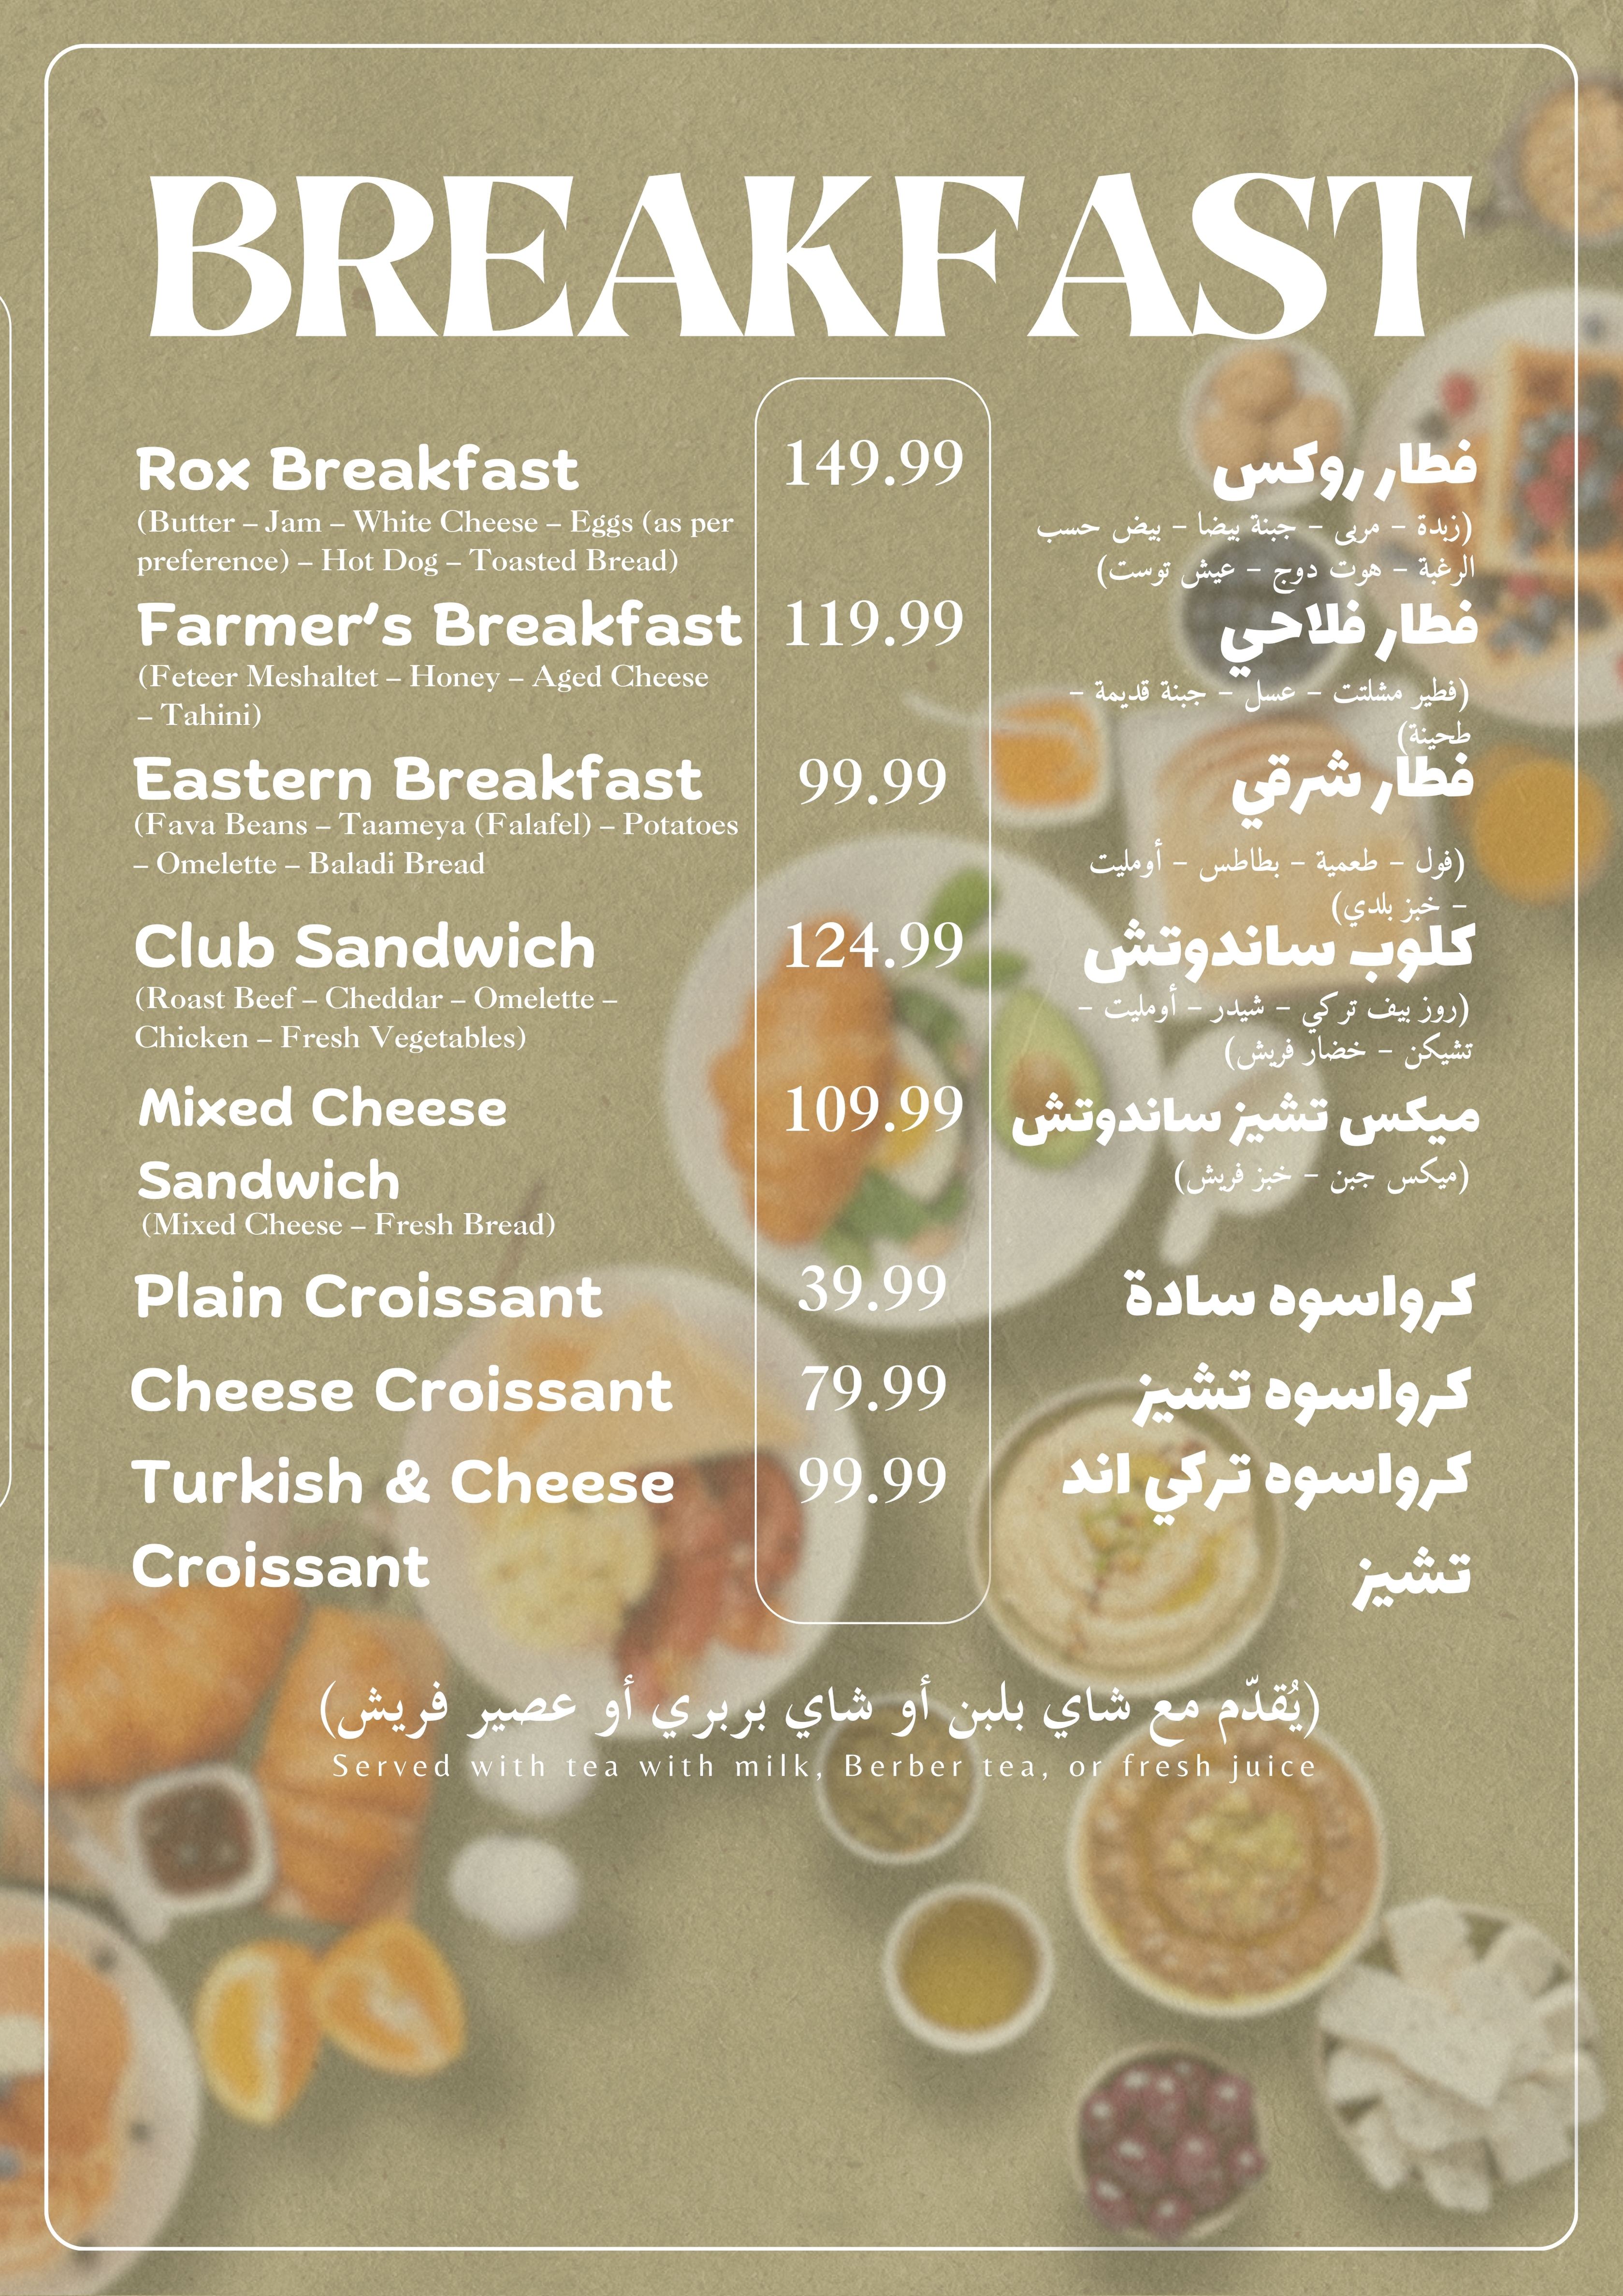 BREAKFAST
Rox Breakfast 149.99 فطار روكس
(Butter – Jam – White Cheese – Eggs (as per
preference) – Hot Dog – Toasted Bread)
(زبدة – مربى – جبنة بيضا – بيض حسب
الرغبة – هوت دوج – عيش توست)
Farmer's Breakfast 119.99 فطار فلاحي
(Feteer Meshaltet – Honey – Aged Cheese
– Tahini)
(فطير مشلتت – عسل – جبنة قديمة –
طحينة)
Eastern Breakfast 99.99 فطار شرقي
(Fava Beans – Taameya (Falafel) – Potatoes
– Omelette – Baladi Bread
(فول – طعمية – بطاطس – أومليت
– خبز بلدي)
Club Sandwich 124.99 كلوب ساندوتش
(Roast Beef – Cheddar – Omelette –
Chicken – Fresh Vegetables)
(روز بيف تركي – شيدر – أومليت –
تشيكن – خضار فريش)
Mixed Cheese 109.99 ميكس تشيز ساندوتش
Sandwich
(Mixed Cheese – Fresh Bread)
(ميكس جبن – خبز فريش)
Plain Croissant 39.99 كرواسوه سادة
Cheese Croissant 79.99 كرواسوه تشيز
Turkish & Cheese 99.99 كرواسوه تركي اند
Croissant تشيز
(يُقدّم مع شاي بلبن أو شاي بربري أو عصير فريش)
Served with tea with milk, Berber tea, or fresh juice